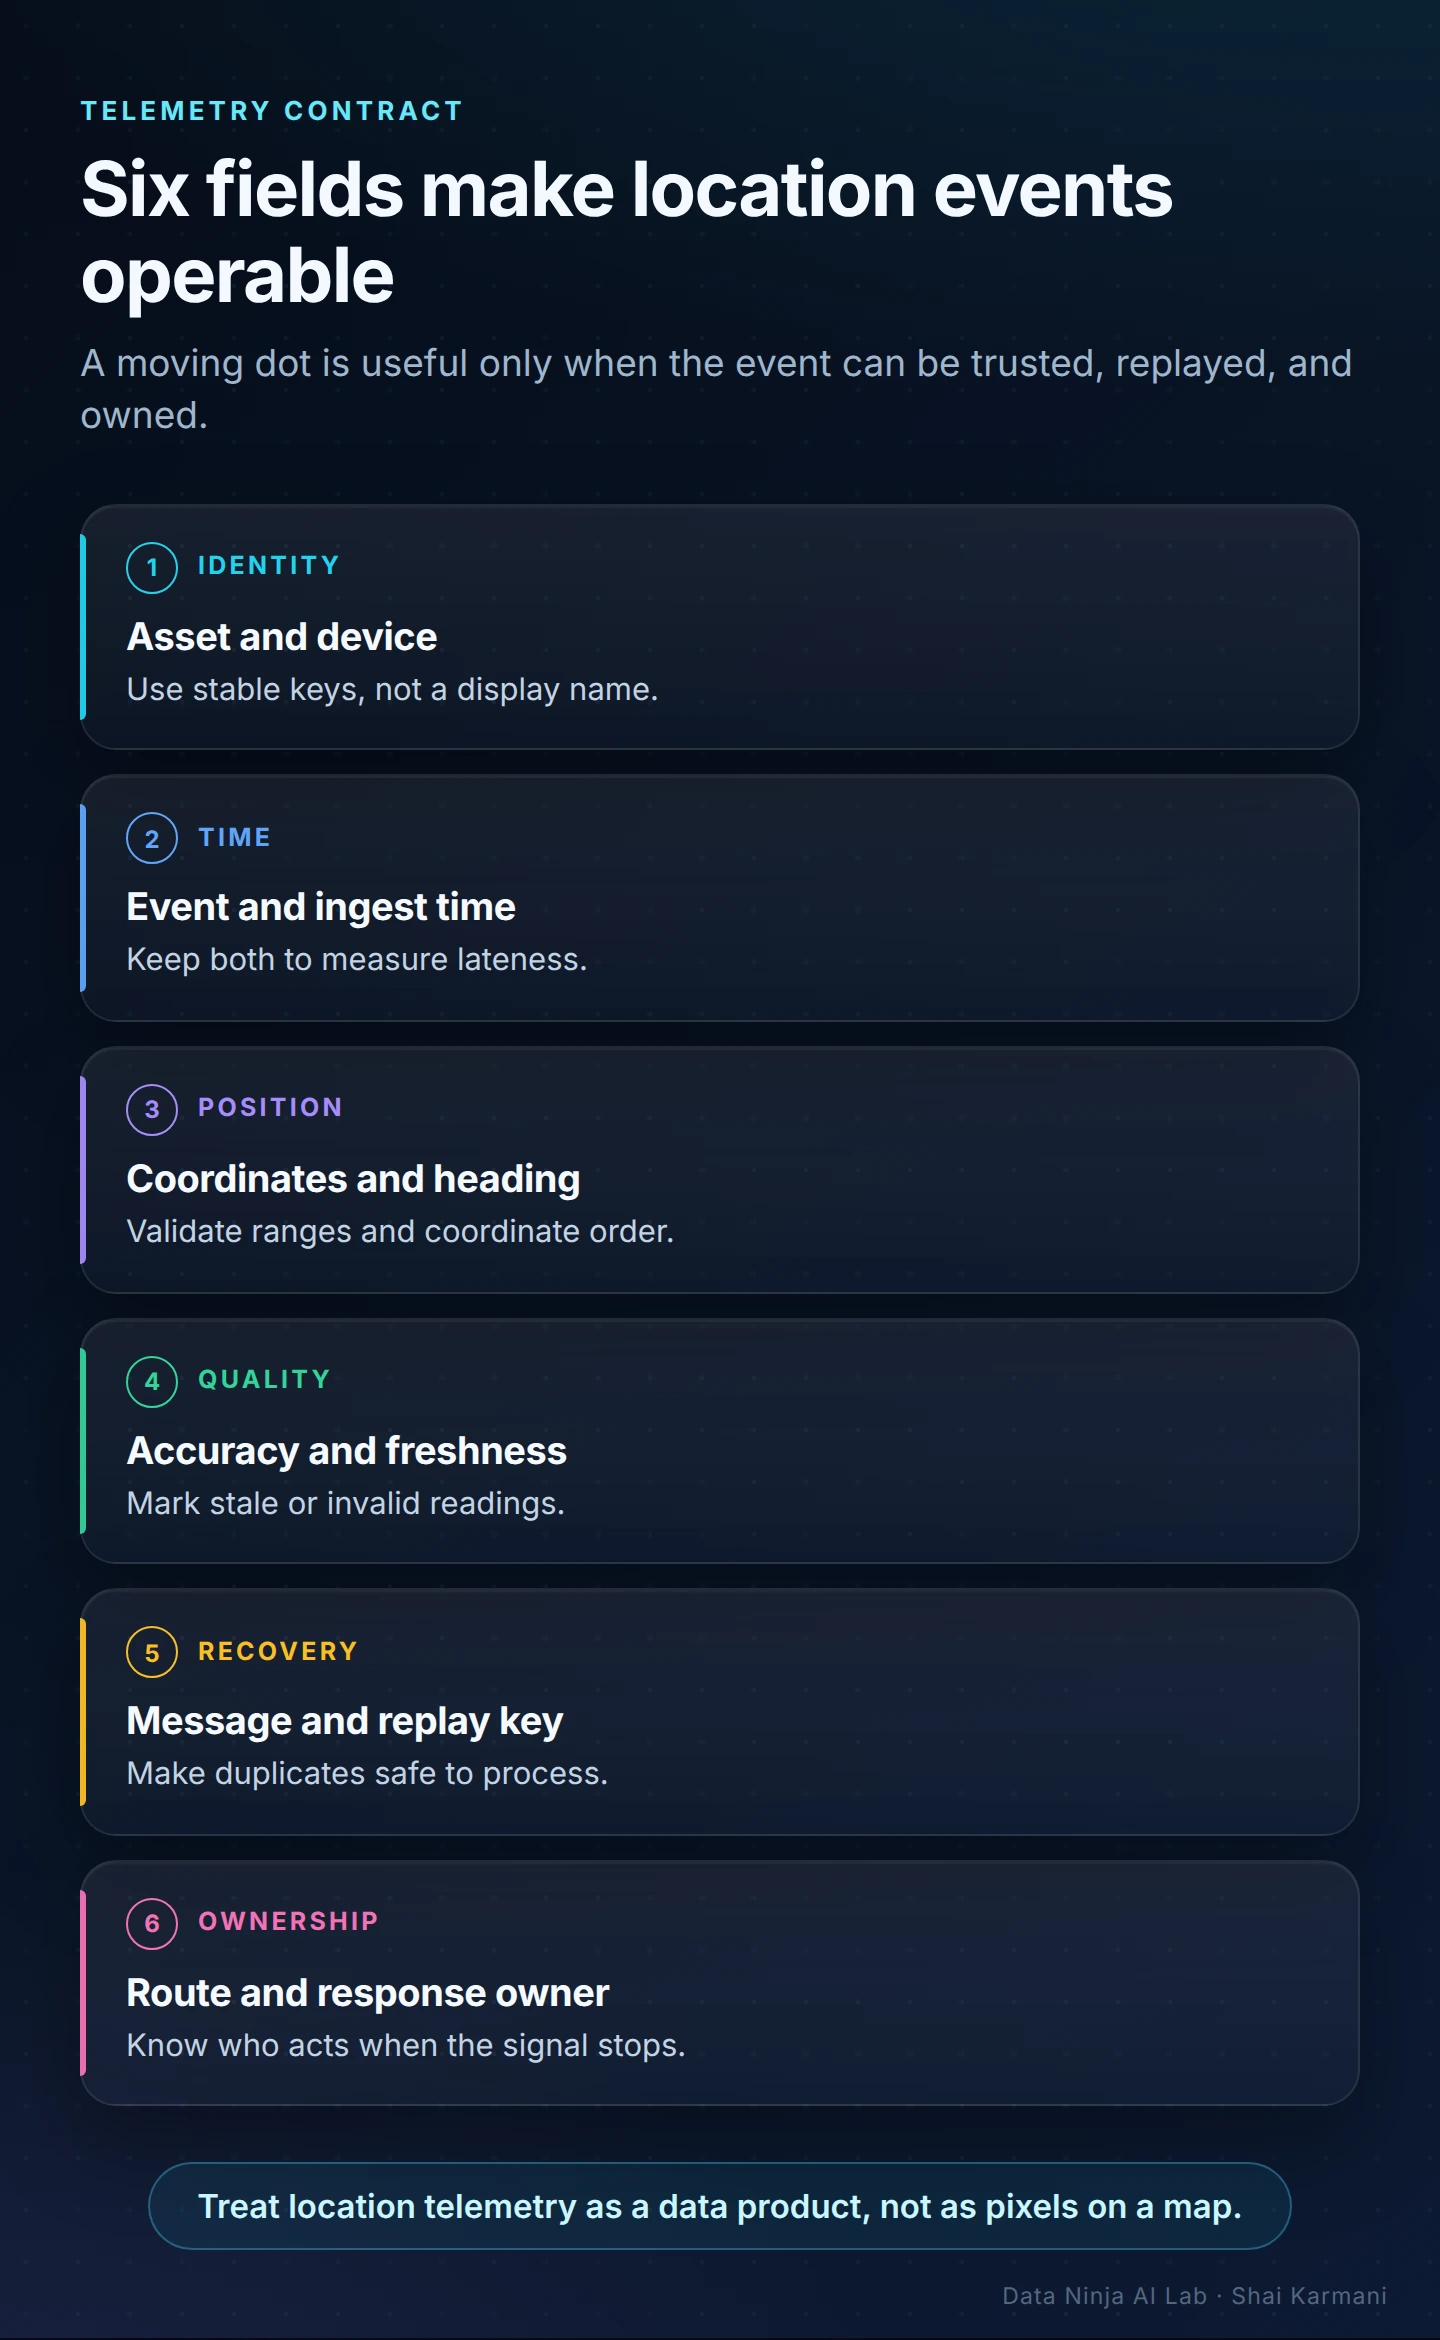 TELEMETRY CONTRACT
Six fields make location events
operable
A moving dot is useful only when the event can be trusted, replayed, and
owned.
1 IDENTITY
Asset and device
Use stable keys, not a display name.
2 TIME
Event and ingest time
Keep both to measure lateness.
3 POSITION
Coordinates and heading
Validate ranges and coordinate order.
4 QUALITY
Accuracy and freshness
Mark stale or invalid readings.
5 RECOVERY
Message and replay key
Make duplicates safe to process.
6 OWNERSHIP
Route and response owner
Know who acts when the signal stops.
Treat location telemetry as a data product, not as pixels on a map.
Data Ninja AI Lab · Shai Karmani